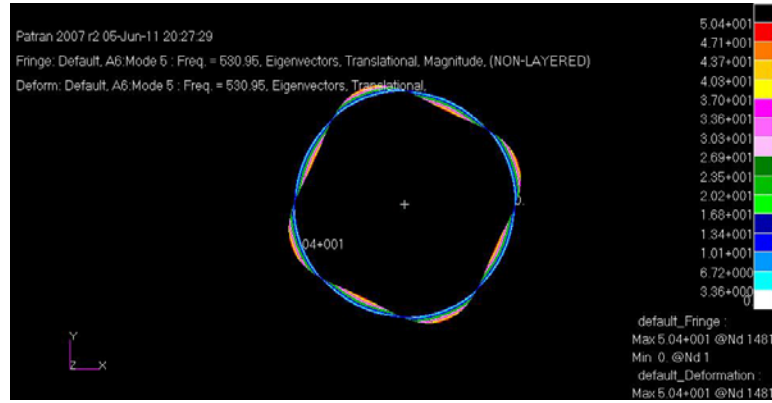 Patran 2007 r2 05-Jun-11 20:27:29
Fringe: Default, A6:Mode 5 : Freq. = 530.95, Eigenvectors, Translational, Magnitude, (NON-LAYERED)
Deform: Default, A6:Mode 5 : Freq. = 530.95, Eigenvectors, Translational,
5.04+001
4.71+001
4.37+001
4.03+001
3.70+001
3.36+001
3.03+001
2.69+001
2.35+001
2.02+001
1.68+001
1.34+001
1.01+001
6.72+000
3.36+000
0
0.
04+001
Y
Z X
default_Fringe :
Max 5.04+001 @Nd 1481
Min 0. @Nd 1
default_Deformation :
Max 5.04+001 @Nd 1481